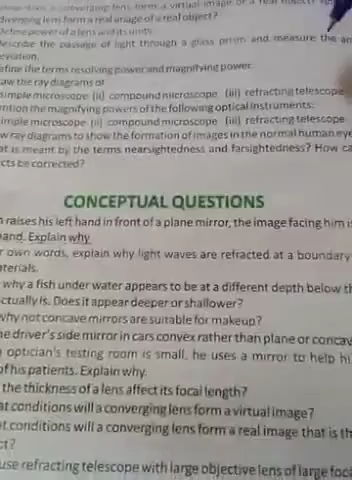 converging lens form a virtual image or a real
diverging lens form a real image of a real object?
Define power of a lens and its units.
describe the passage of light through a glass prism and measure the an
eviation.
efine the terms resolving power and magnifying power.
aw the ray diagrams of
simple microscope (ii) compound microscope (iii) refracting telescope
ntion the magnifying powers of the following optical instruments:
imple microscope (ii) compound microscope (iii) refracting telescope
w ray diagrams to show the formation of images in the normal human eye
at is meant by the terms nearsightedness and farsightedness? How ca
cts be corrected?
CONCEPTUAL QUESTIONS
n raises his left hand in front of a plane mirror, the image facing him is
and. Explain why
r own words, explain why light waves are refracted at a boundary
terials.
why a fish under water appears to be at a different depth below th
ctually is. Does it appear deeper or shallower?
why not concave mirrors are suitable for makeup?
he driver's side mirror in cars convex rather than plane or concav
optician's testing room is small, he uses a mirror to help hi
of his patients. Explain why.
the thickness of a lens affect its focal length?
at conditions will a converging lens form a virtual image?
t conditions will a converging lens form a real image that is th
ct?
use refracting telescope with large objective lens of large foca